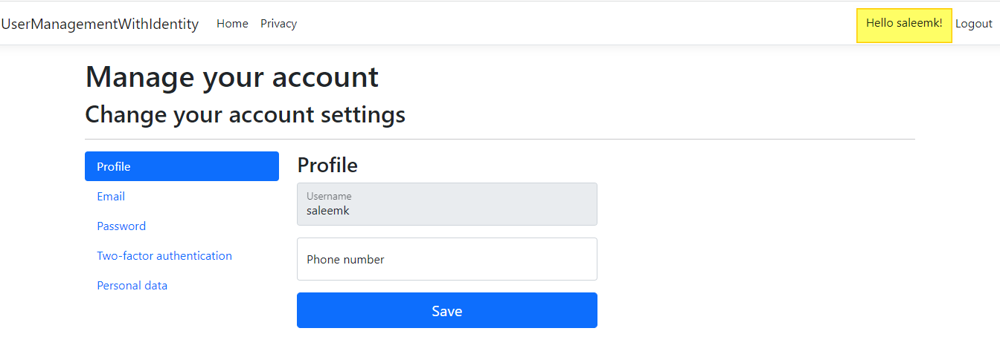 UserManagementWithIdentity Home Privacy Hello saleemk! Logout
Manage your account
Change your account settings
Profile
Email
Password
Two-factor authentication
Personal data
Profile
Username
saleemk
Phone number
Save